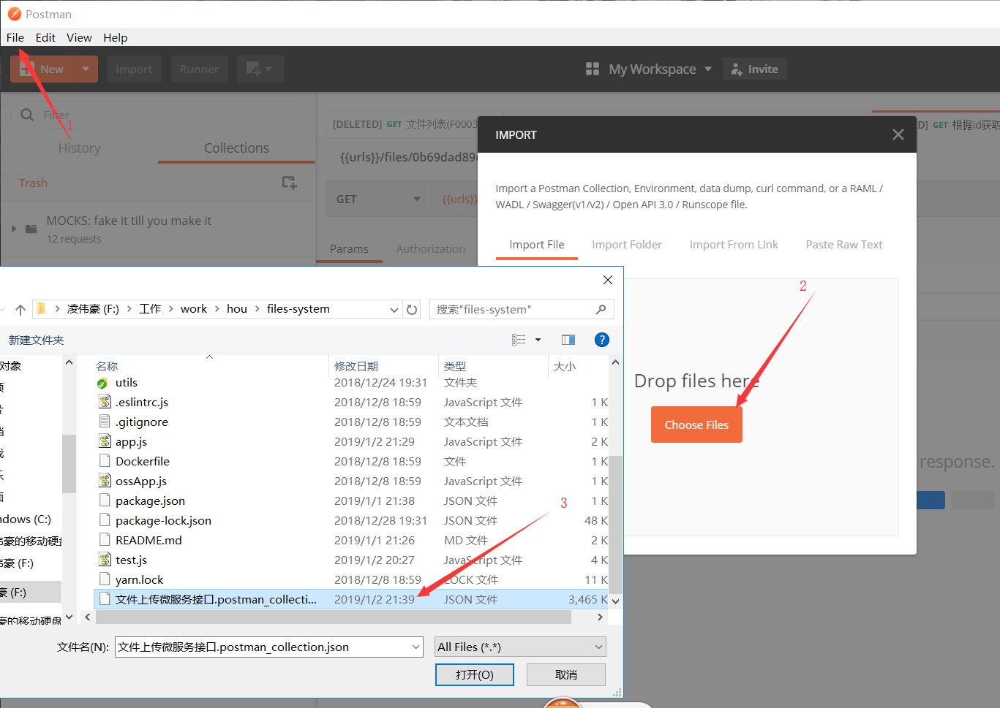 Postman
File Edit View Help
New Import Runner My Workspace Invite
Filter
1
History Collections
Trash
MOCKS: fake it till you make it
12 requests
[DELETED] GET 文件列表(F0003
D] GET 根据id获取
{{urls}}/files/0b69dad89
GET {{urls}}
Params Authorization
IMPORT
Import a Postman Collection, Environment, data dump, curl command, or a RAML /
WADL / Swagger(v1/v2) / Open API 3.0 / Runscope file.
Import File Import Folder Import From Link Paste Raw Text
2
Drop files here
Choose Files
response.
凌伟豪 (F:) 工作 work hou files-system
搜索"files-system"
新建文件夹
对象
ndows (C:)
伟豪的移动硬盘
豪 (F:)
豪 (F:)
豪的移动硬盘
名称 修改日期 类型 大小
utils 2018/12/24 19:31 文件夹
.eslintrc.js 2018/12/8 18:59 JavaScript 文件 1 K
.gitignore 2018/12/8 18:59 文本文档 1 K
app.js 2019/1/2 21:29 JavaScript 文件 2 K
Dockerfile 2018/12/8 18:59 文件 1 K
ossApp.js 2018/12/8 18:59 JavaScript 文件 1 K
package.json 2019/1/1 21:38 JSON 文件 1 K
3
package-lock.json 2018/12/28 19:31 JSON 文件 48 K
README.md 2019/1/1 21:26 MD 文件 2 K
test.js 2019/1/2 20:27 JavaScript 文件 4 K
yarn.lock 2018/12/8 18:59 LOCK 文件 11 K
文件上传微服务接口.postman_collecti... 2019/1/2 21:39 JSON 文件 3,465 K
文件名(N): 文件上传微服务接口.postman_collection.json All Files (*.*)
打开(O) 取消